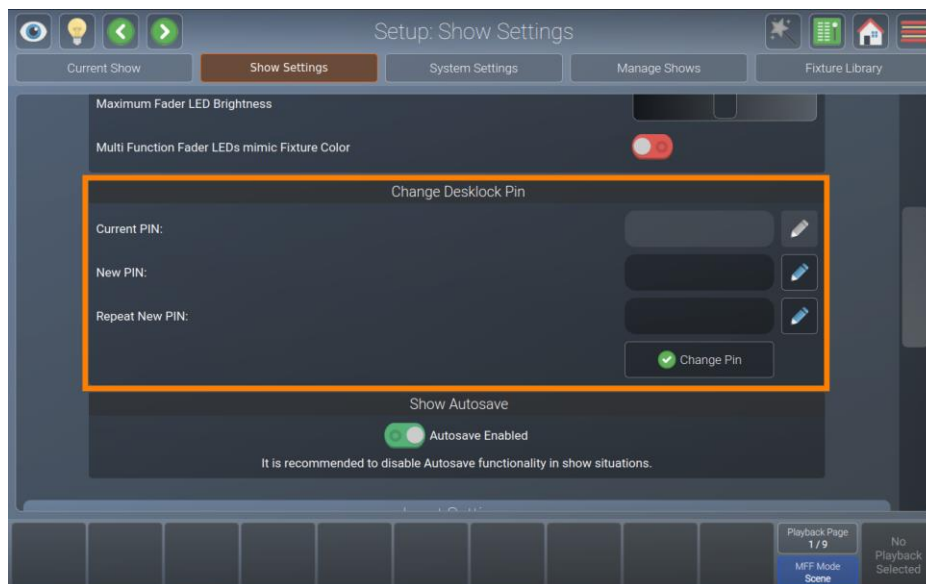 Setup: Show Settings
Current Show
Show Settings
System Settings
Manage Shows
Fixture Library
Maximum Fader LED Brightness
Multi Function Fader LEDs mimic Fixture Color
Change Desklock Pin
Current PIN:
New PIN:
Repeat New PIN:
Change Pin
Show Autosave
Autosave Enabled
It is recommended to disable Autosave functionality in show situations.
Playback Page
1 / 9
MFF Mode
Scene
No
Playback
Selected